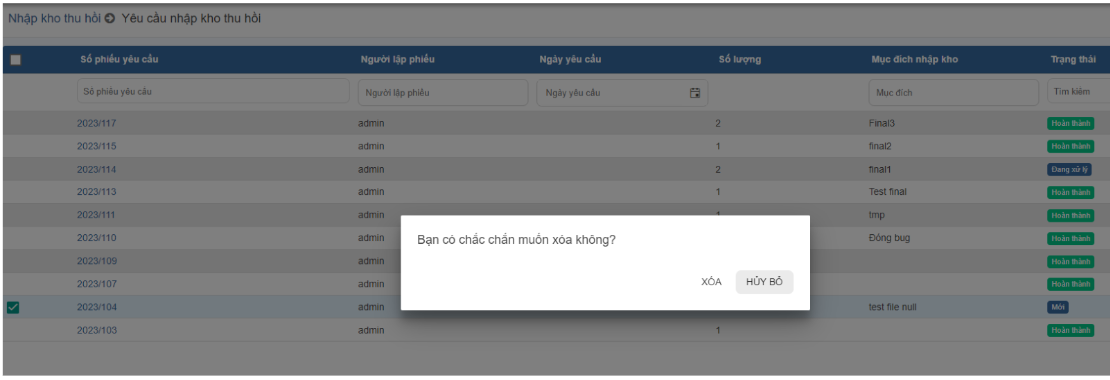 Nhập kho thu hồi Yêu cầu nhập kho thu hồi
Số phiếu yêu cầu Người lập phiếu Ngày yêu cầu Số lượng Mục đích nhập kho Trạng thái
Số phiếu yêu cầu Người lập phiếu Ngày yêu cầu Mục đích Tìm kiếm
2023/117 admin 2 Final3 Hoàn thành
2023/115 admin 1 final2 Hoàn thành
2023/114 admin 2 final1 Đang xử lý
2023/113 admin 1 Test final Hoàn thành
2023/111 admin 1 tmp Hoàn thành
2023/110 admin Đóng bug Hoàn thành
Bạn có chắc chắn muốn xóa không?
2023/109 admin Hoàn thành
2023/107 admin Hoàn thành
XÓA HỦY BỎ
2023/104 admin test file null Mới
2023/103 admin 1 Hoàn thành